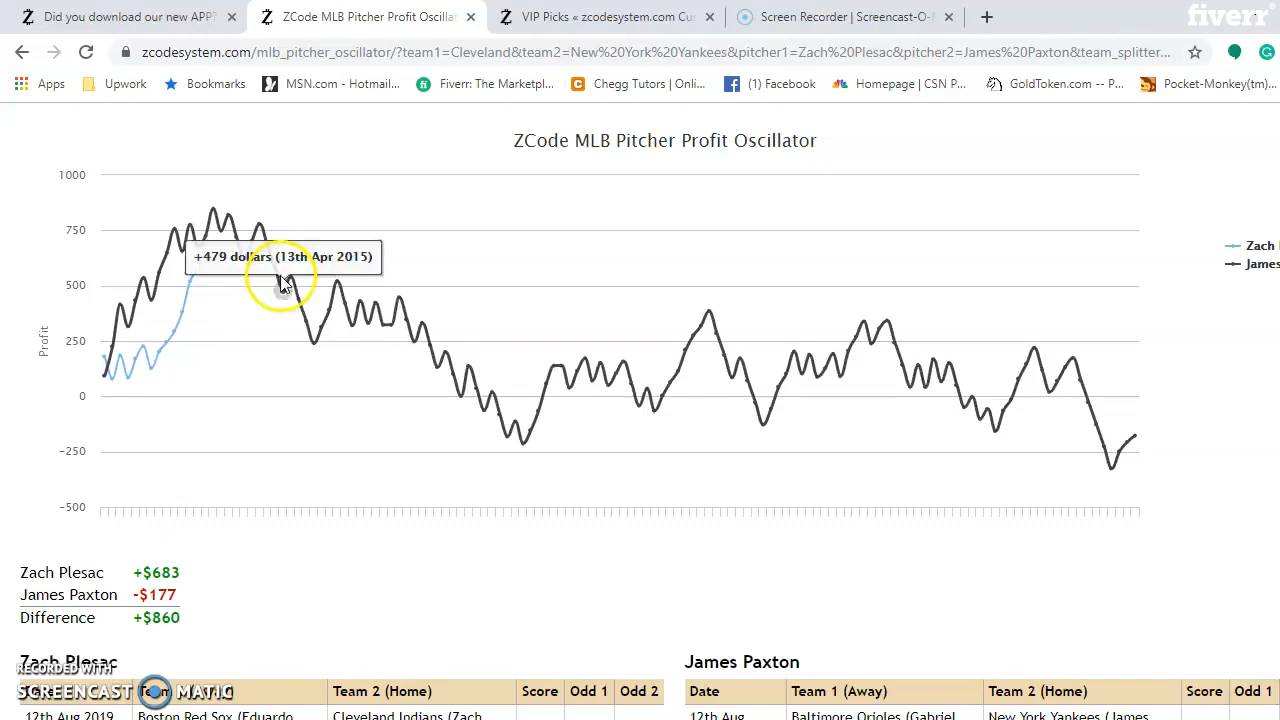 Did you download our new APP?
ZCode MLB Pitcher Profit Oscillat
VIP Picks « zcodesystem.com Cu
Screen Recorder | Screencast-O-
fiverr
zcodesystem.com/mlb_pitcher_oscillator/?team1=Cleveland&team2=New%20York%20Yankees&pitcher1=Zach%20Plesac&pitcher2=James%20Paxton&team_splitter...
Apps Upwork Bookmarks MSN.com - Hotmail... Fiverr: The Marketpl... Chegg Tutors | Onli... (1) Facebook Homepage | CSN P... GoldToken.com -- P... Pocket-Monkey(tm)...
ZCode MLB Pitcher Profit Oscillator
1000
750
500
250
0
−250
−500
Profit
+479 dollars (13th Apr 2015)
Zach
James
Zach Plesac +$683
James Paxton -$177
Difference +$860
Zach Plesac
James Paxton
RECORDED WITH
SCREENCAST MATIC
Team 2 (Home) Score Odd 1 Odd 2
Date Team 1 (Away) Team 2 (Home) Score Odd 1
12th Aug 2019 Boston Red Sox (Eduardo Cleveland Indians (Zach
12th Aug Baltimore Orioles (Gabriel New York Yankees (James